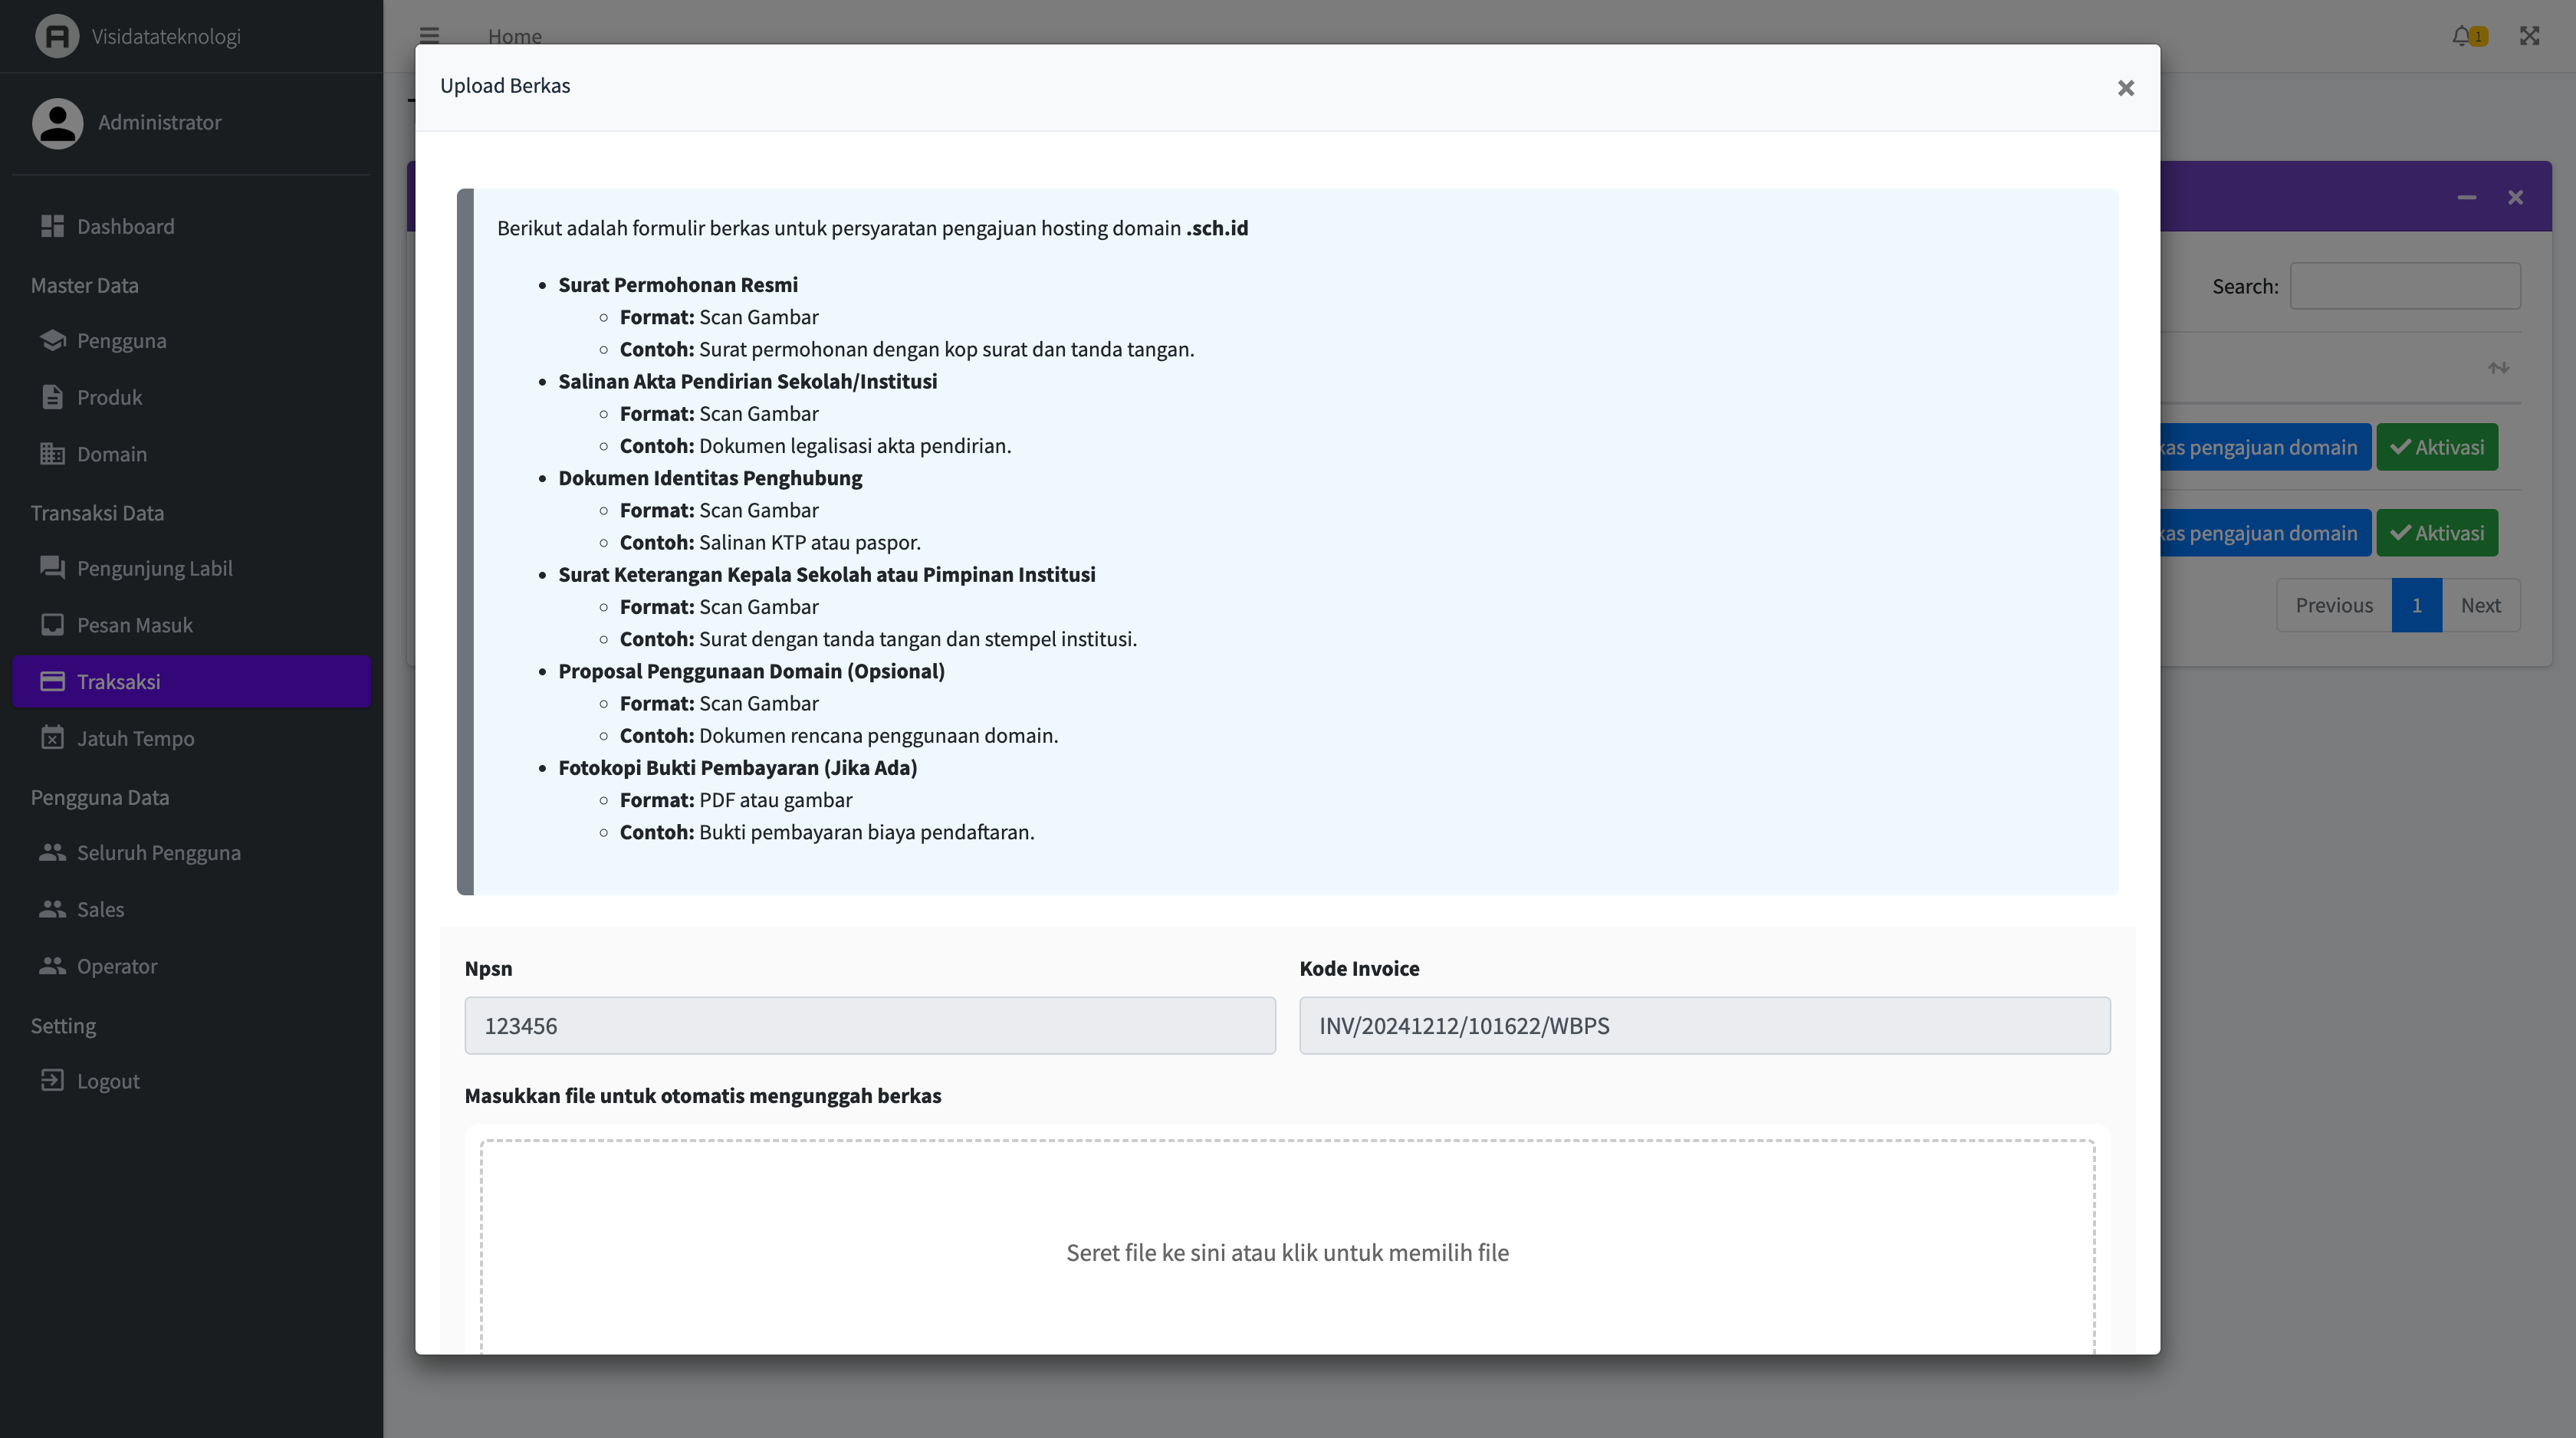 Visidatateknologi
Administrator
Dashboard
Master Data
Pengguna
Produk
Domain
Transaksi Data
Pengunjung Labil
Pesan Masuk
Traksaksi
Jatuh Tempo
Pengguna Data
Seluruh Pengguna
Sales
Operator
Setting
Logout
Home
1
Upload Berkas
Berikut adalah formulir berkas untuk persyaratan pengajuan hosting domain .sch.id
Surat Permohonan Resmi
Format: Scan Gambar
Contoh: Surat permohonan dengan kop surat dan tanda tangan.
Salinan Akta Pendirian Sekolah/Institusi
Format: Scan Gambar
Contoh: Dokumen legalisasi akta pendirian.
Dokumen Identitas Penghubung
Format: Scan Gambar
Contoh: Salinan KTP atau paspor.
Surat Keterangan Kepala Sekolah atau Pimpinan Institusi
Format: Scan Gambar
Contoh: Surat dengan tanda tangan dan stempel institusi.
Proposal Penggunaan Domain (Opsional)
Format: Scan Gambar
Contoh: Dokumen rencana penggunaan domain.
Fotokopi Bukti Pembayaran (Jika Ada)
Format: PDF atau gambar
Contoh: Bukti pembayaran biaya pendaftaran.
Npsn
Kode Invoice
123456
INV/20241212/101622/WBPS
Masukkan file untuk otomatis mengunggah berkas
Seret file ke sini atau klik untuk memilih file
Search:
pengajuan domain
Aktivasi
pengajuan domain
Aktivasi
Previous 1 Next